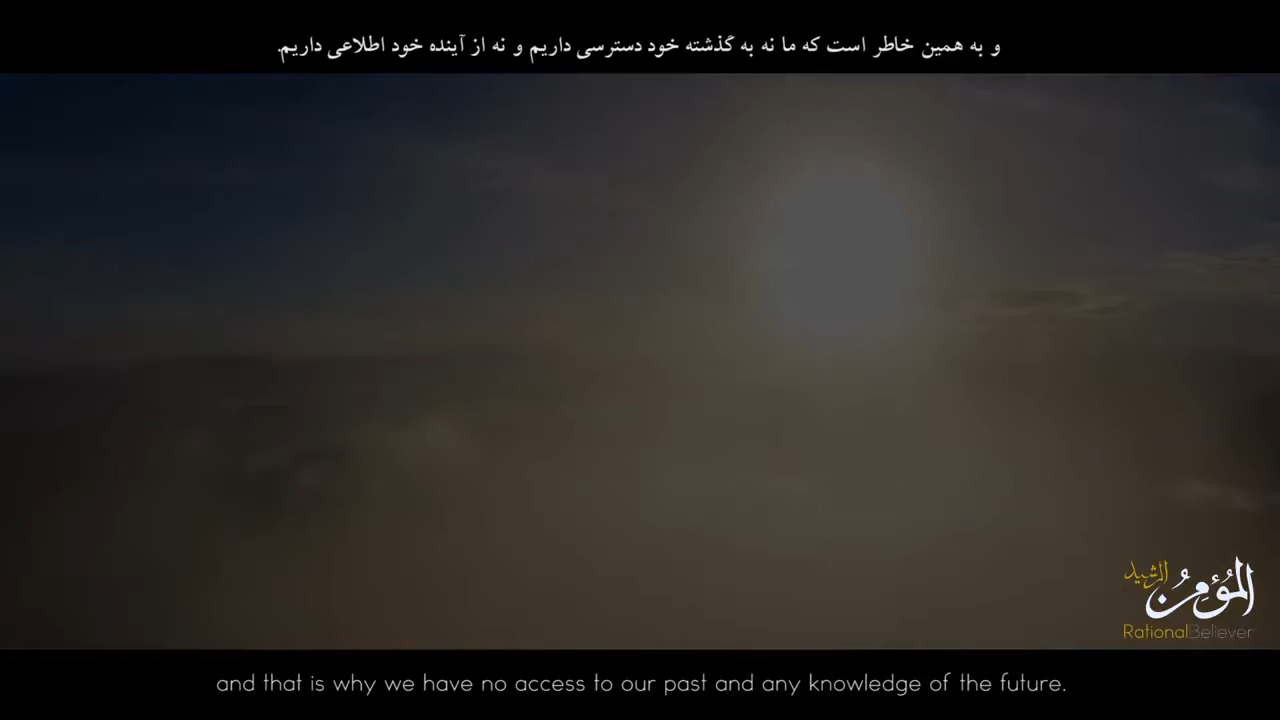 و به همین خاطر است که ما نه به گذشته خود دسترسی داریم و نه از آینده خود اطلاعی داریم.
المؤمن الرشيد
RationalBeliever
and that is why we have no access to our past and any knowledge of the future.